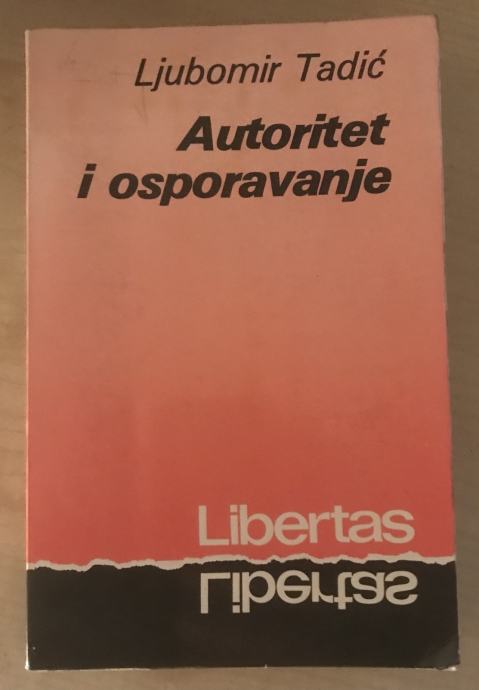 Ljubomir Tadić
Autoritet
i osporavanje
Libertas
Libertas